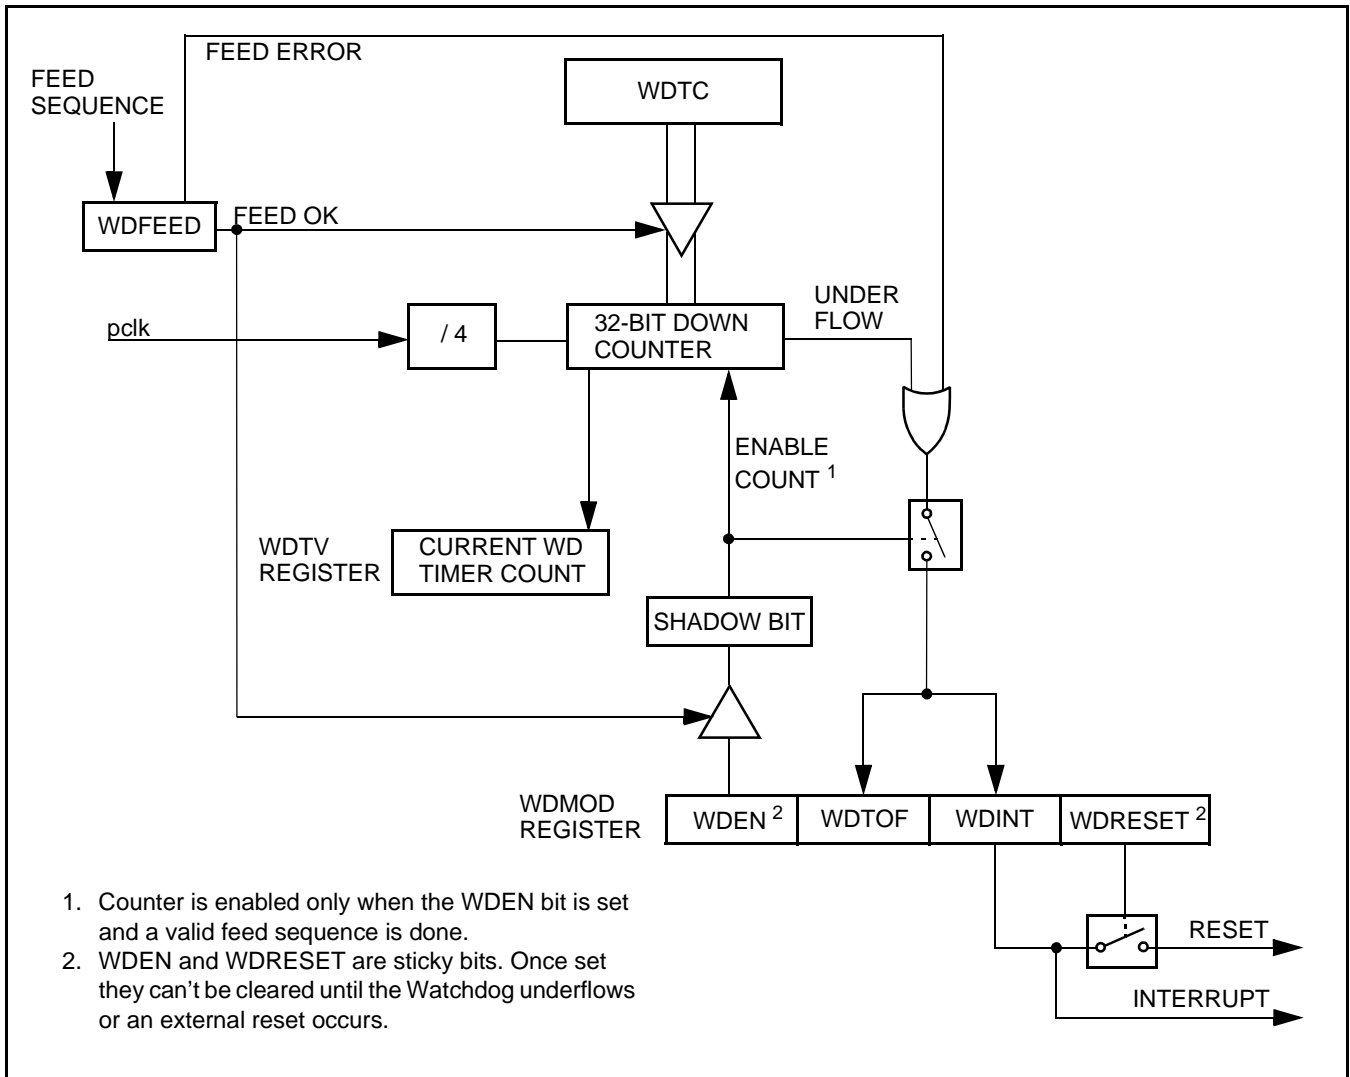 FEED ERROR
FEED
SEQUENCE
WDTC
WDFEED
FEED OK
UNDER
FLOW
pclk
/ 4
32-BIT DOWN
COUNTER
ENABLE
COUNT 1
WDTV
REGISTER
CURRENT WD
TIMER COUNT
SHADOW BIT
WDMOD
REGISTER
WDEN 2
WDTOF
WDINT
WDRESET 2
1. Counter is enabled only when the WDEN bit is set
and a valid feed sequence is done.
2. WDEN and WDRESET are sticky bits. Once set
they can't be cleared until the Watchdog underflows
or an external reset occurs.
RESET
INTERRUPT